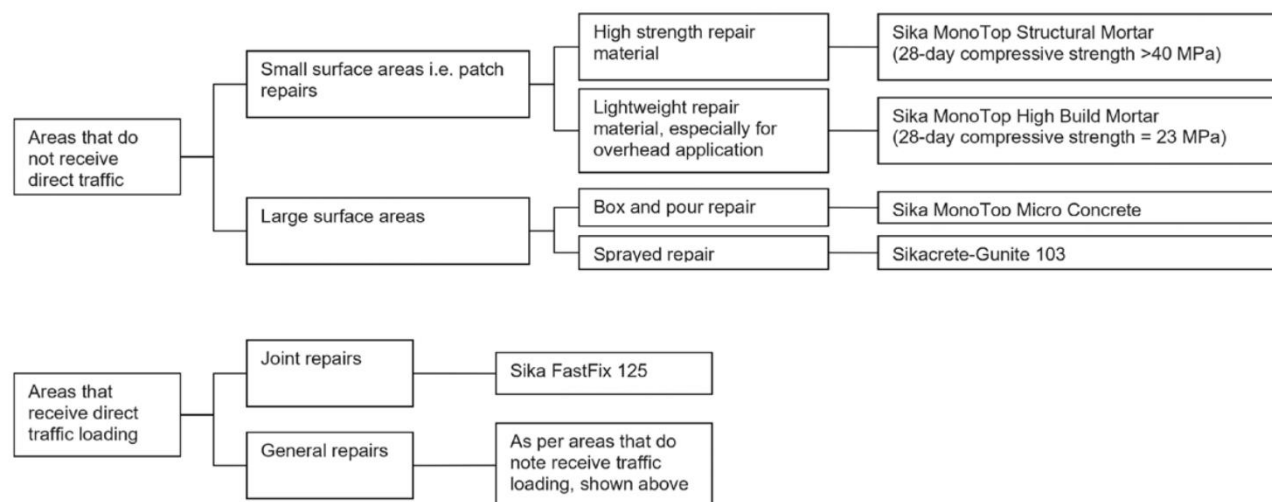 High strength repair
material
Sika MonoTop Structural Mortar
(28-day compressive strength >40 MPa)
Small surface areas i.e. patch
repairs
Lightweight repair
material, especially for
overhead application
Sika MonoTop High Build Mortar
(28-day compressive strength = 23 MPa)
Areas that do
not receive
direct traffic
Large surface areas
Box and pour repair
Sika MonoTop Micro Concrete
Sprayed repair
Sikacrete-Gunite 103
Joint repairs
Sika FastFix 125
Areas that
receive direct
traffic loading
General repairs
As per areas that do
note receive traffic
loading, shown above